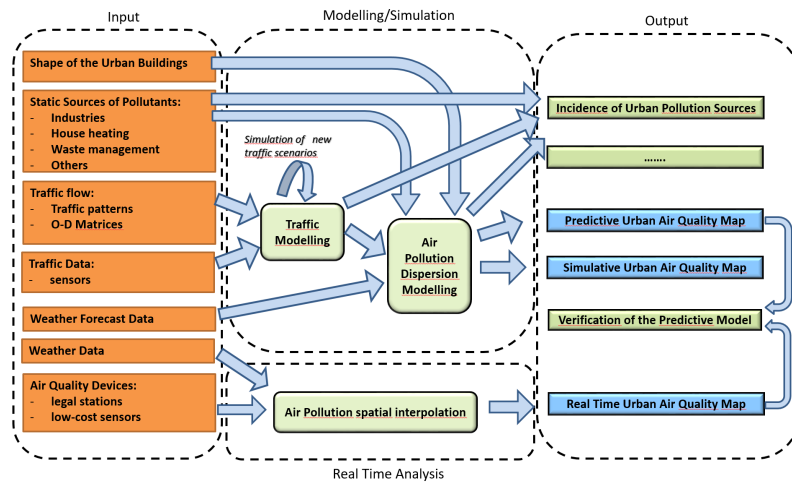 Input
Modelling/Simulation
Output
Shape of the Urban Buildings
Static Sources of Pollutants:
- Industries
- House heating
- Waste management
- Others
Traffic flow:
- Traffic patterns
- O-D Matrices
Traffic Data:
- sensors
Weather Forecast Data
Weather Data
Air Quality Devices:
- legal stations
- low-cost sensors
Simulation of new
traffic scenarios
Traffic
Modelling
Air
Pollution
Dispersion
Modelling
Air Pollution spatial interpolation
Real Time Analysis
Incidence of Urban Pollution Sources
…….
Predictive Urban Air Quality Map
Simulative Urban Air Quality Map
Verification of the Predictive Model
Real Time Urban Air Quality Map